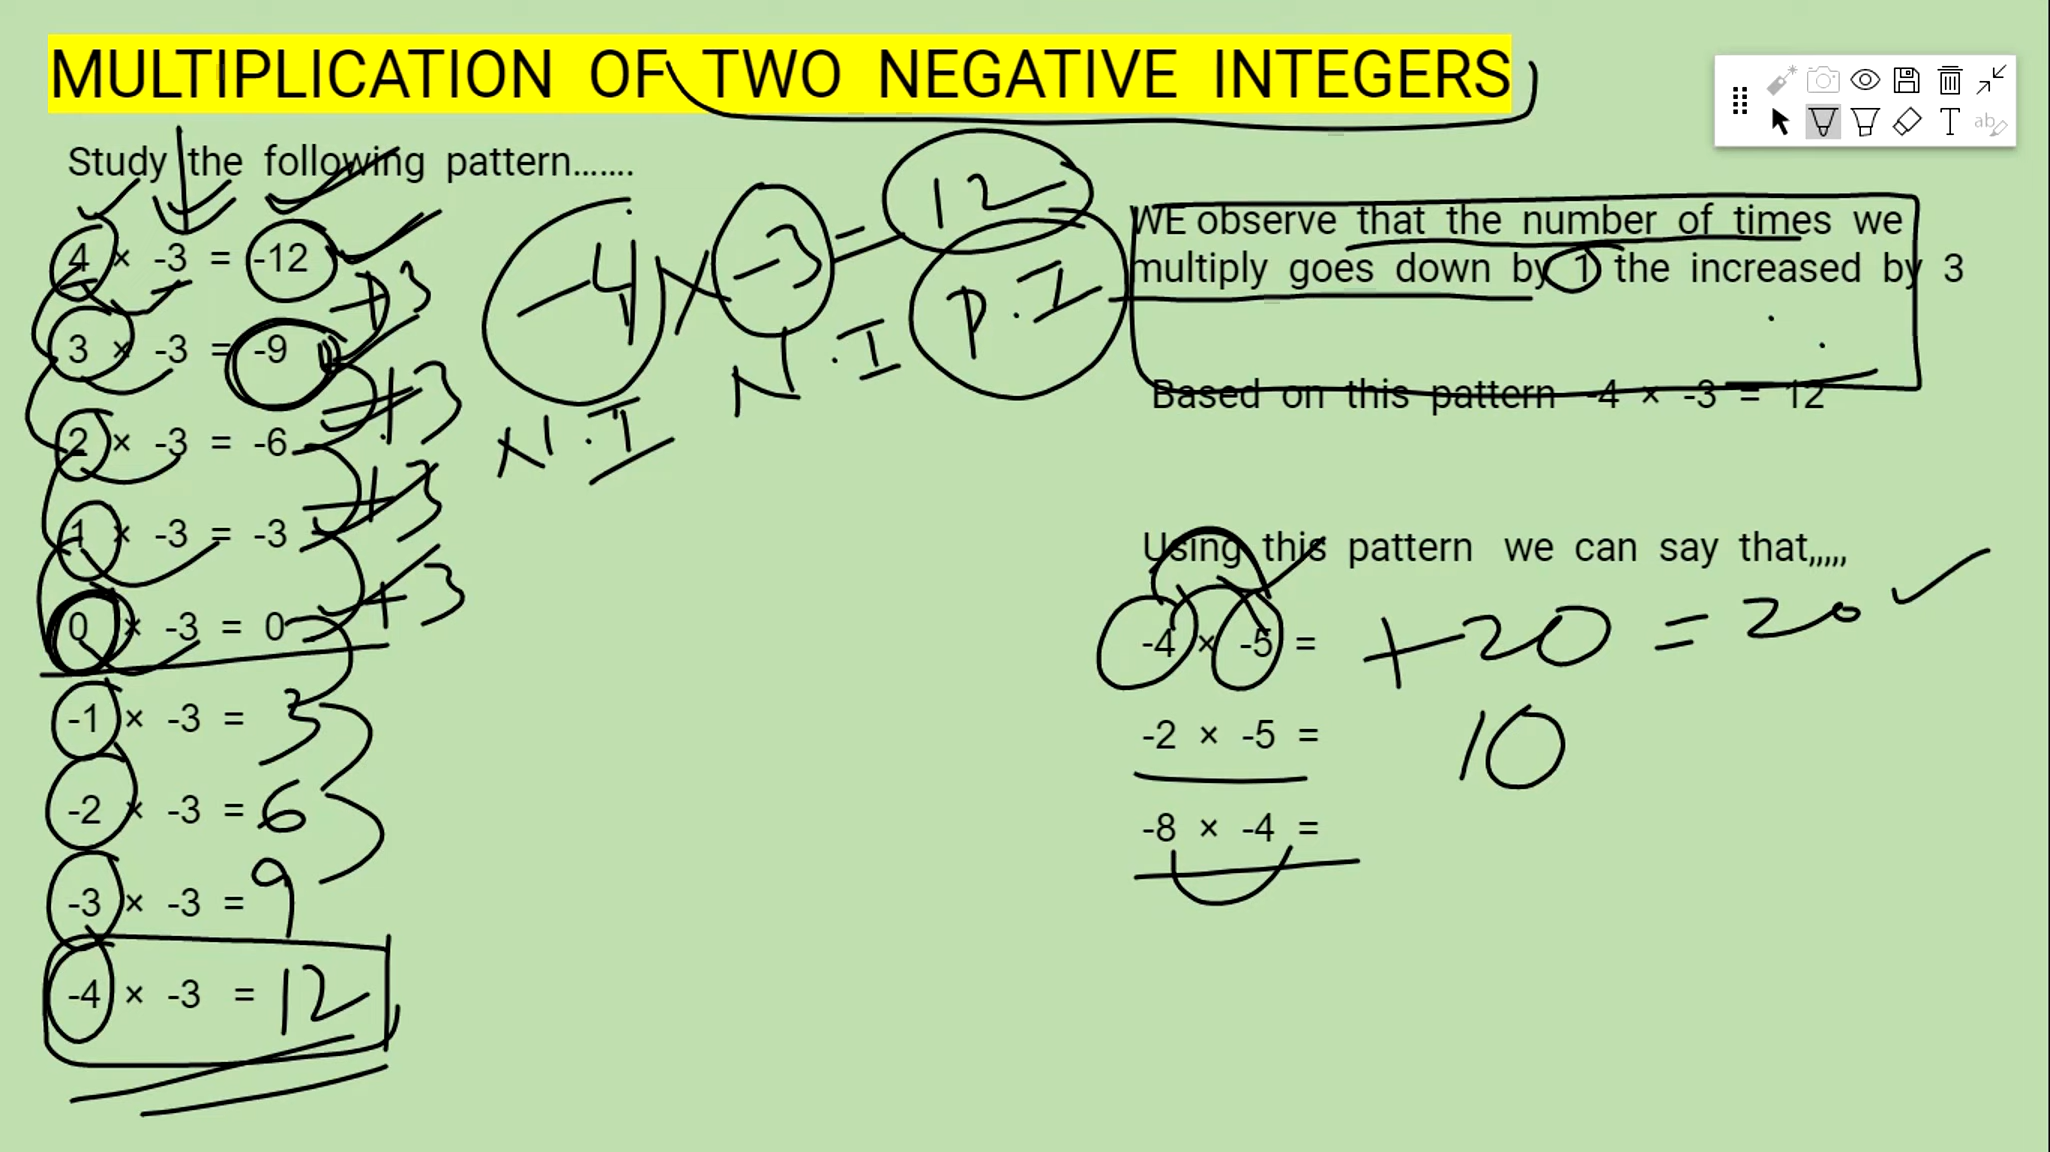 MULTIPLICATION OF TWO NEGATIVE INTEGERS
Study the following pattern.......
4 × -3 = -12
+3
3 × -3 = -9
+3
2 × -3 = -6
+3
1 × -3 = -3
+3
0 × -3 = 0
-1 × -3 = 3
-2 × -3 = 6
-3 × -3 = 9
-4 × -3 = 12
-4 × -3 = 12
N.I N.I P.I
WE observe that the number of times we
multiply goes down by 1 the increased by 3
Based on this pattern -4 × -3 = 12
Using this pattern we can say that,,,,,
-4 × -5 = +20 = 20
-2 × -5 = 10
-8 × -4 =
T
ab